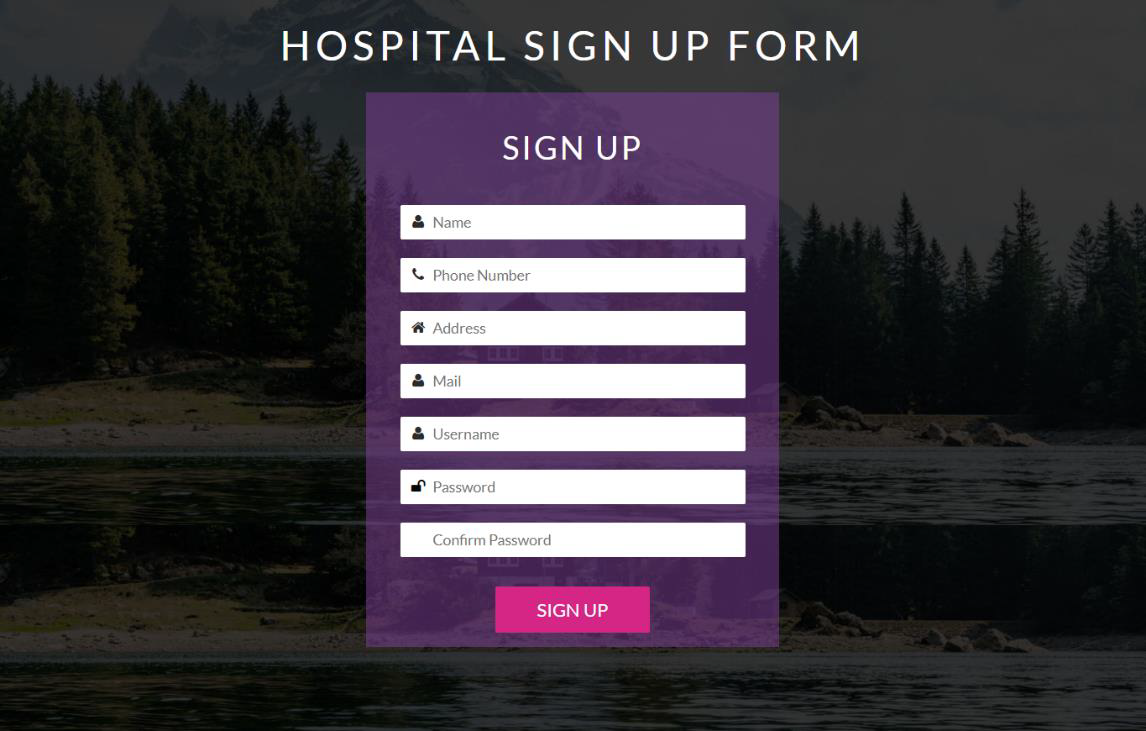 HOSPITAL SIGN UP FORM
SIGN UP
Name
Phone Number
Address
Mail
Username
Password
Confirm Password
SIGN UP